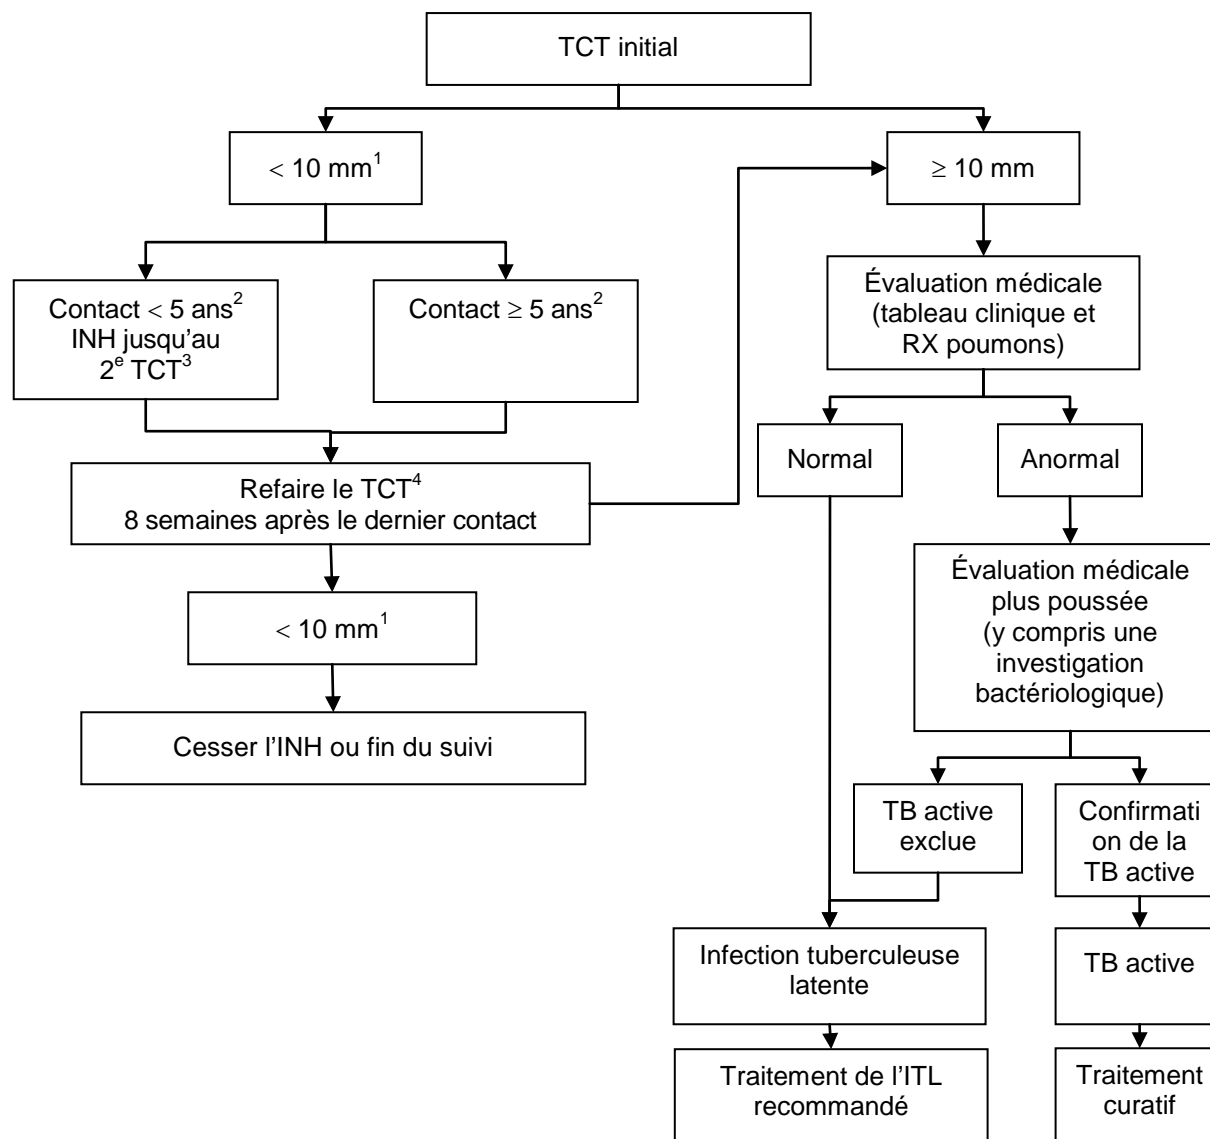 TCT initial
< 10 mm1
≥ 10 mm
Contact < 5 ans2
INH jusqu’au
2e TCT3
Contact ≥ 5 ans2
Évaluation médicale
(tableau clinique et
RX poumons)
Normal
Anormal
Refaire le TCT4
8 semaines après le dernier contact
Évaluation médicale
plus poussée
(y compris une
investigation
bactériologique)
< 10 mm1
Cesser l’INH ou fin du suivi
TB active
exclue
Confirmati
on de la
TB active
Infection tuberculeuse
latente
TB active
Traitement de l’ITL
recommandé
Traitement
curatif